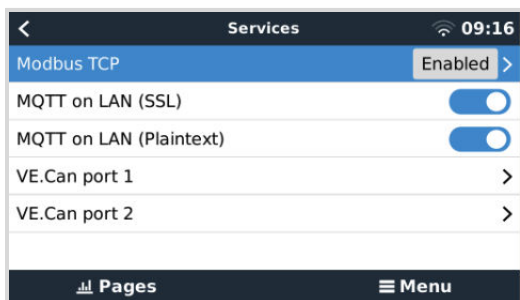 Services 09:16
Modbus TCP Enabled
MQTT on LAN (SSL)
MQTT on LAN (Plaintext)
VE.Can port 1
VE.Can port 2
Pages Menu